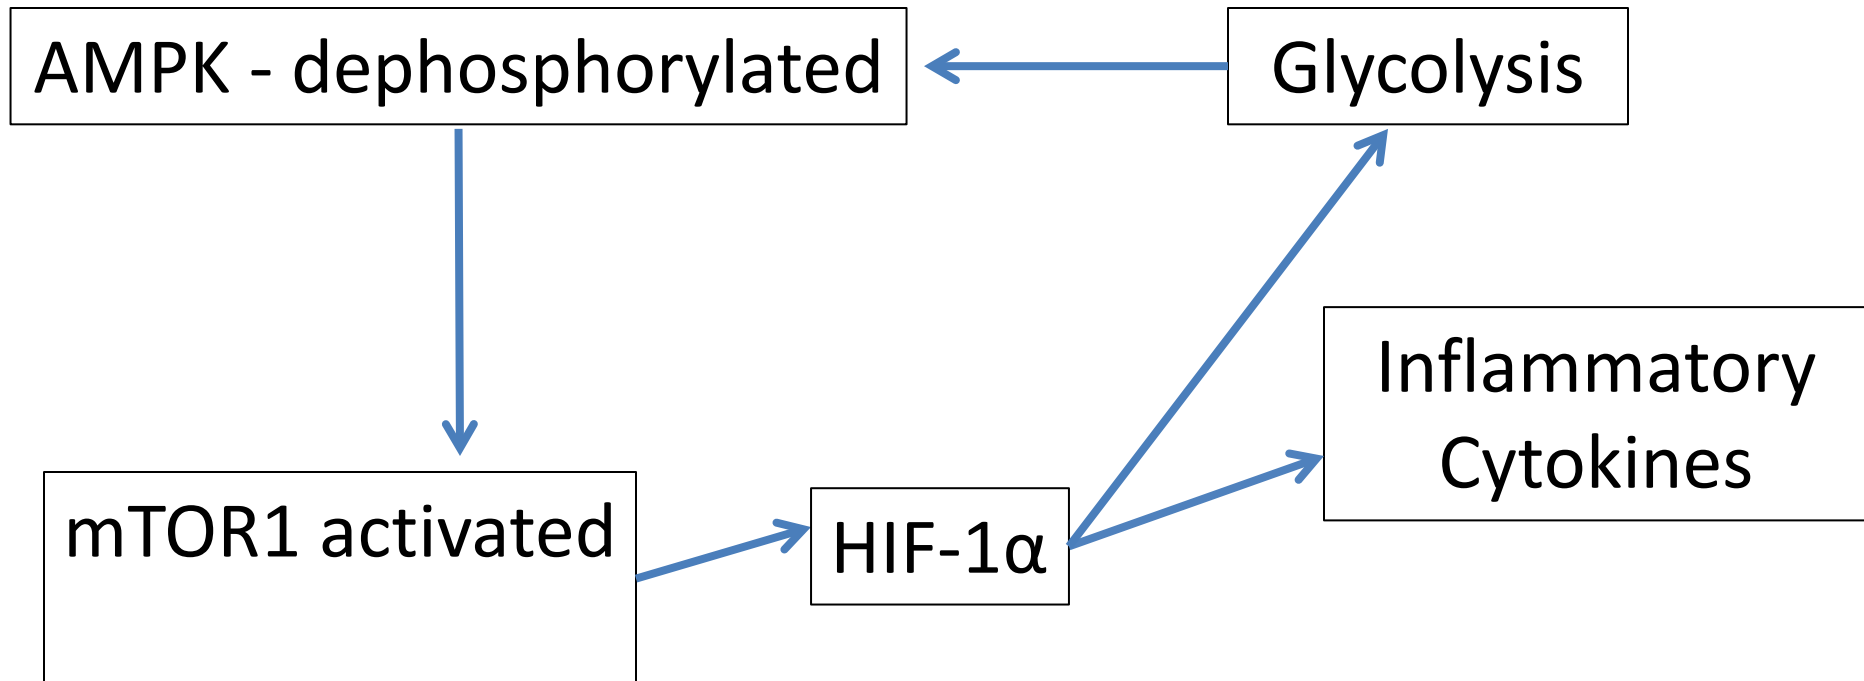 AMPK - dephosphorylated
Glycolysis
Inflammatory
Cytokines
mTOR1 activated
HIF-1α